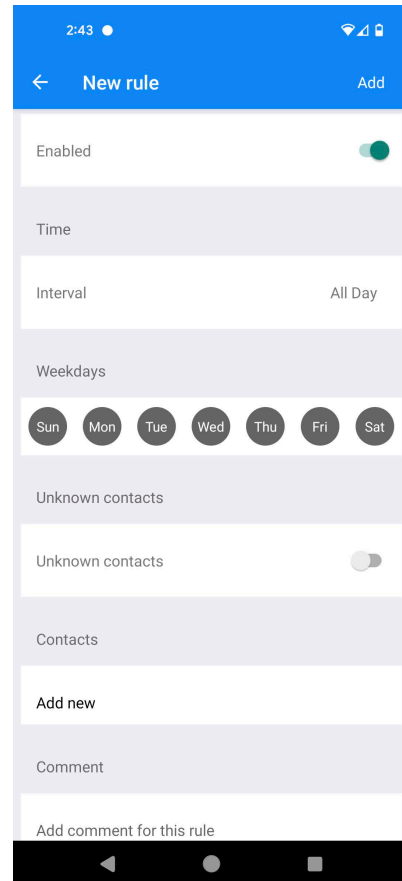 2:43
New rule
Add
Enabled
Time
Interval All Day
Weekdays
Sun Mon Tue Wed Thu Fri Sat
Unknown contacts
Unknown contacts
Contacts
Add new
Comment
Add comment for this rule